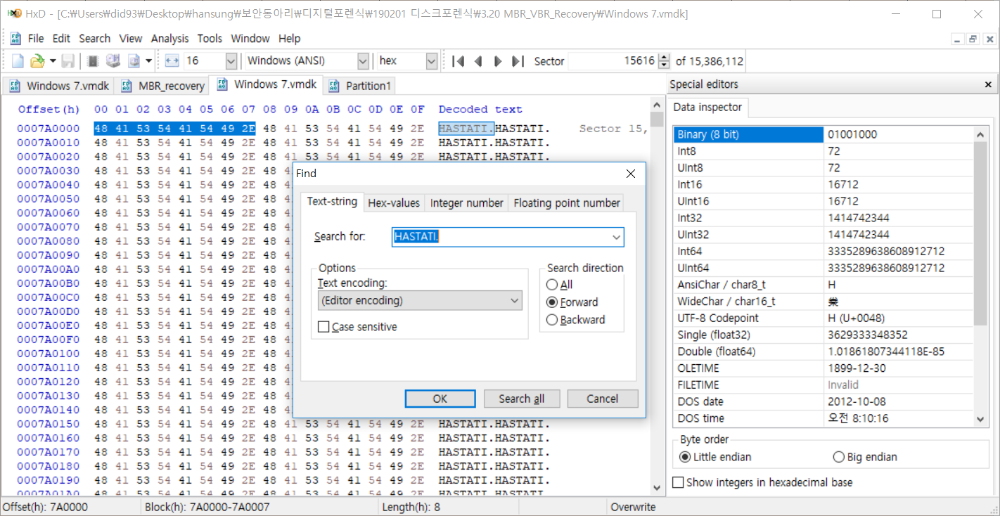 HxD - [C:₩Users₩did93₩Desktop₩hansung₩보안동아리₩디지털포렌식₩190201 디스크포렌식₩3.20 MBR_VBR_Recovery₩Windows 7.vmdk]
File Edit Search View Analysis Tools Window Help
16 Windows (ANSI) hex Sector 15616 of 15,386,112
Windows 7.vmdk MBR_recovery Windows 7.vmdk Partition1
Offset(h) 00 01 02 03 04 05 06 07 08 09 0A 0B 0C 0D 0E 0F Decoded text
0007A0000 48 41 53 54 41 54 49 2E 48 41 53 54 41 54 49 2E HASTATI.HASTATI. Sector 15,
0007A0010 48 41 53 54 41 54 49 2E 48 41 53 54 41 54 49 2E HASTATI.HASTATI.
0007A0020 48 41 53 54 41 54 49 2E 48 41 53 54 41 54 49 2E HASTATI.HASTATI.
0007A0030 48 41 53 54 41 54 49 2E 48
0007A0040 48 41 53 54 41 54 49 2E 48
0007A0050 48 41 53 54 41 54 49 2E 48
0007A0060 48 41 53 54 41 54 49 2E 48
0007A0070 48 41 53 54 41 54 49 2E 48
0007A0080 48 41 53 54 41 54 49 2E 48
0007A0090 48 41 53 54 41 54 49 2E 48
0007A00A0 48 41 53 54 41 54 49 2E 48
0007A00B0 48 41 53 54 41 54 49 2E 48
0007A00C0 48 41 53 54 41 54 49 2E 48
0007A00D0 48 41 53 54 41 54 49 2E 48
0007A00E0 48 41 53 54 41 54 49 2E 48
0007A00F0 48 41 53 54 41 54 49 2E 48
0007A0100 48 41 53 54 41 54 49 2E 48
0007A0110 48 41 53 54 41 54 49 2E 48
0007A0120 48 41 53 54 41 54 49 2E 48
0007A0130 48 41 53 54 41 54 49 2E 48
0007A0140 48 41 53 54 41 54 49 2E 48
0007A0150 48 41 53 54 41 54 49 2E 48 41 53 54 41 54 49 2E HASTATI.HASTATI.
0007A0160 48 41 53 54 41 54 49 2E 48 41 53 54 41 54 49 2E HASTATI.HASTATI.
0007A0170 48 41 53 54 41 54 49 2E 48 41 53 54 41 54 49 2E HASTATI.HASTATI.
0007A0180 48 41 53 54 41 54 49 2E 48 41 53 54 41 54 49 2E HASTATI.HASTATI.
0007A0190 48 41 53 54 41 54 49 2E 48 41 53 54 41 54 49 2E HASTATI.HASTATI.
0007A01A0 48 41 53 54 41 54 49 2E 48 41 53 54 41 54 49 2E HASTATI.HASTATI.
Find
Text-string Hex-values Integer number Floating point number
Search for: HASTATI.
Options
Text encoding:
(Editor encoding)
Case sensitive
Search direction
All
Forward
Backward
OK Search all Cancel
Special editors
Data inspector
Binary (8 bit) 01001000
Int8 72
UInt8 72
Int16 16712
UInt16 16712
Int32 1414742344
UInt32 1414742344
Int64 3335289638608912712
UInt64 3335289638608912712
AnsiChar / char8_t H
WideChar / char16_t 䅈
UTF-8 Codepoint H (U+0048)
Single (float32) 3629333348352
Double (float64) 1.01861807344118E-85
OLETIME 1899-12-30
FILETIME Invalid
DOS date 2012-10-08
DOS time 오전 8:10:16
Byte order
Little endian Big endian
Show integers in hexadecimal base
Offset(h): 7A0000 Block(h): 7A0000-7A0007 Length(h): 8 Overwrite